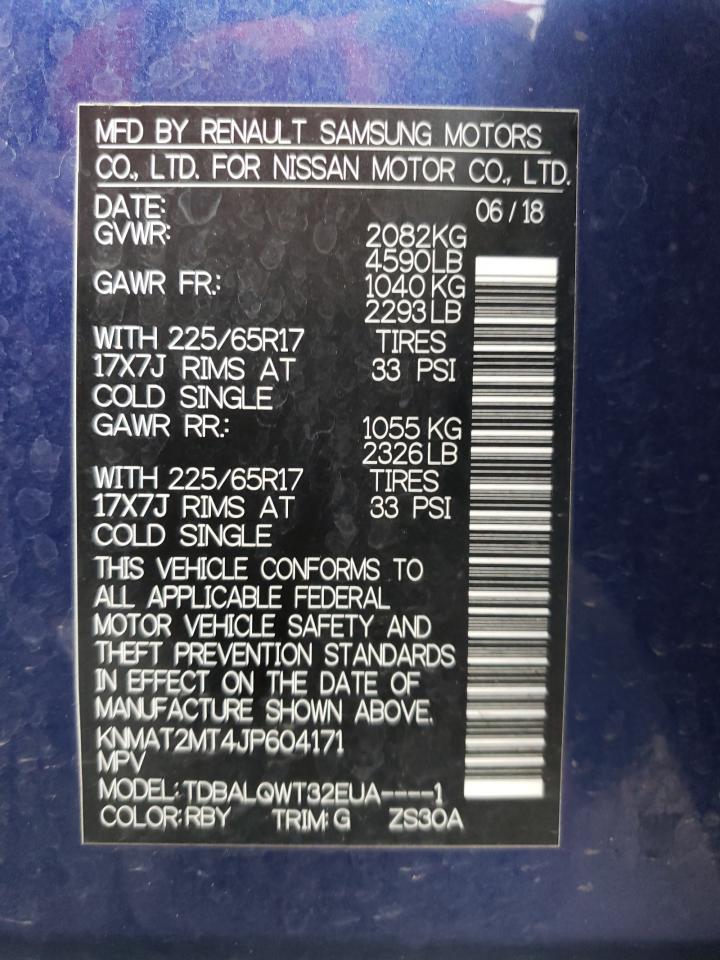 MFD BY RENAULT SAMSUNG MOTORS
CO., LTD. FOR NISSAN MOTOR CO., LTD.
DATE: 06/18
GVWR: 2082KG
4590LB
GAWR FR.: 1040 KG
2293 LB
WITH 225/65R17 TIRES
17X7J RIMS AT 33 PSI
COLD SINGLE
GAWR RR.: 1055 KG
2326 LB
WITH 225/65R17 TIRES
17X7J RIMS AT 33 PSI
COLD SINGLE
THIS VEHICLE CONFORMS TO
ALL APPLICABLE FEDERAL
MOTOR VEHICLE SAFETY AND
THEFT PREVENTION STANDARDS
IN EFFECT ON THE DATE OF
MANUFACTURE SHOWN ABOVE.
KNMAT2MT4JP604171
MPV
MODEL:TDBALQWT32EUA----1
COLOR:RBY TRIM:G ZS30A